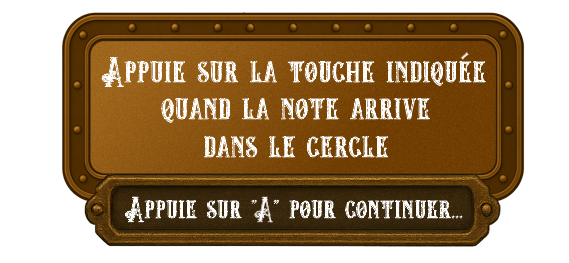 Appuie sur la touche indiquée
quand la note arrive
dans le cercle
Appuie sur "A" pour continuer...